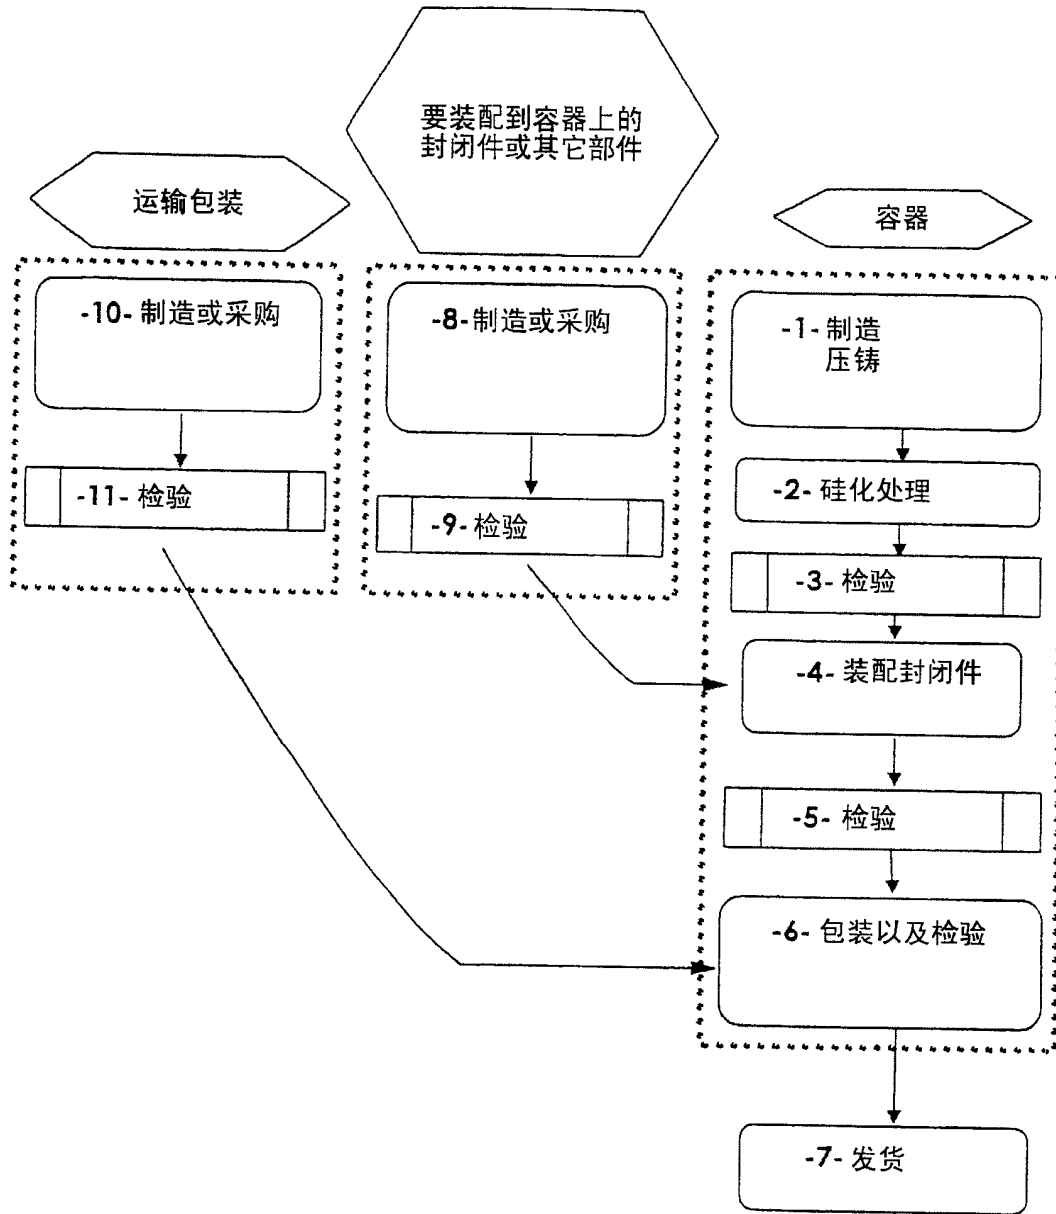 要装配到容器上的
封闭件或其它部件
运输包装
容器
-10- 制造或采购
-8- 制造或采购
-1- 制造
压铸
-2- 硅化处理
-11- 检验
-9- 检验
-3- 检验
-4- 装配封闭件
-5- 检验
-6- 包装以及检验
-7- 发货